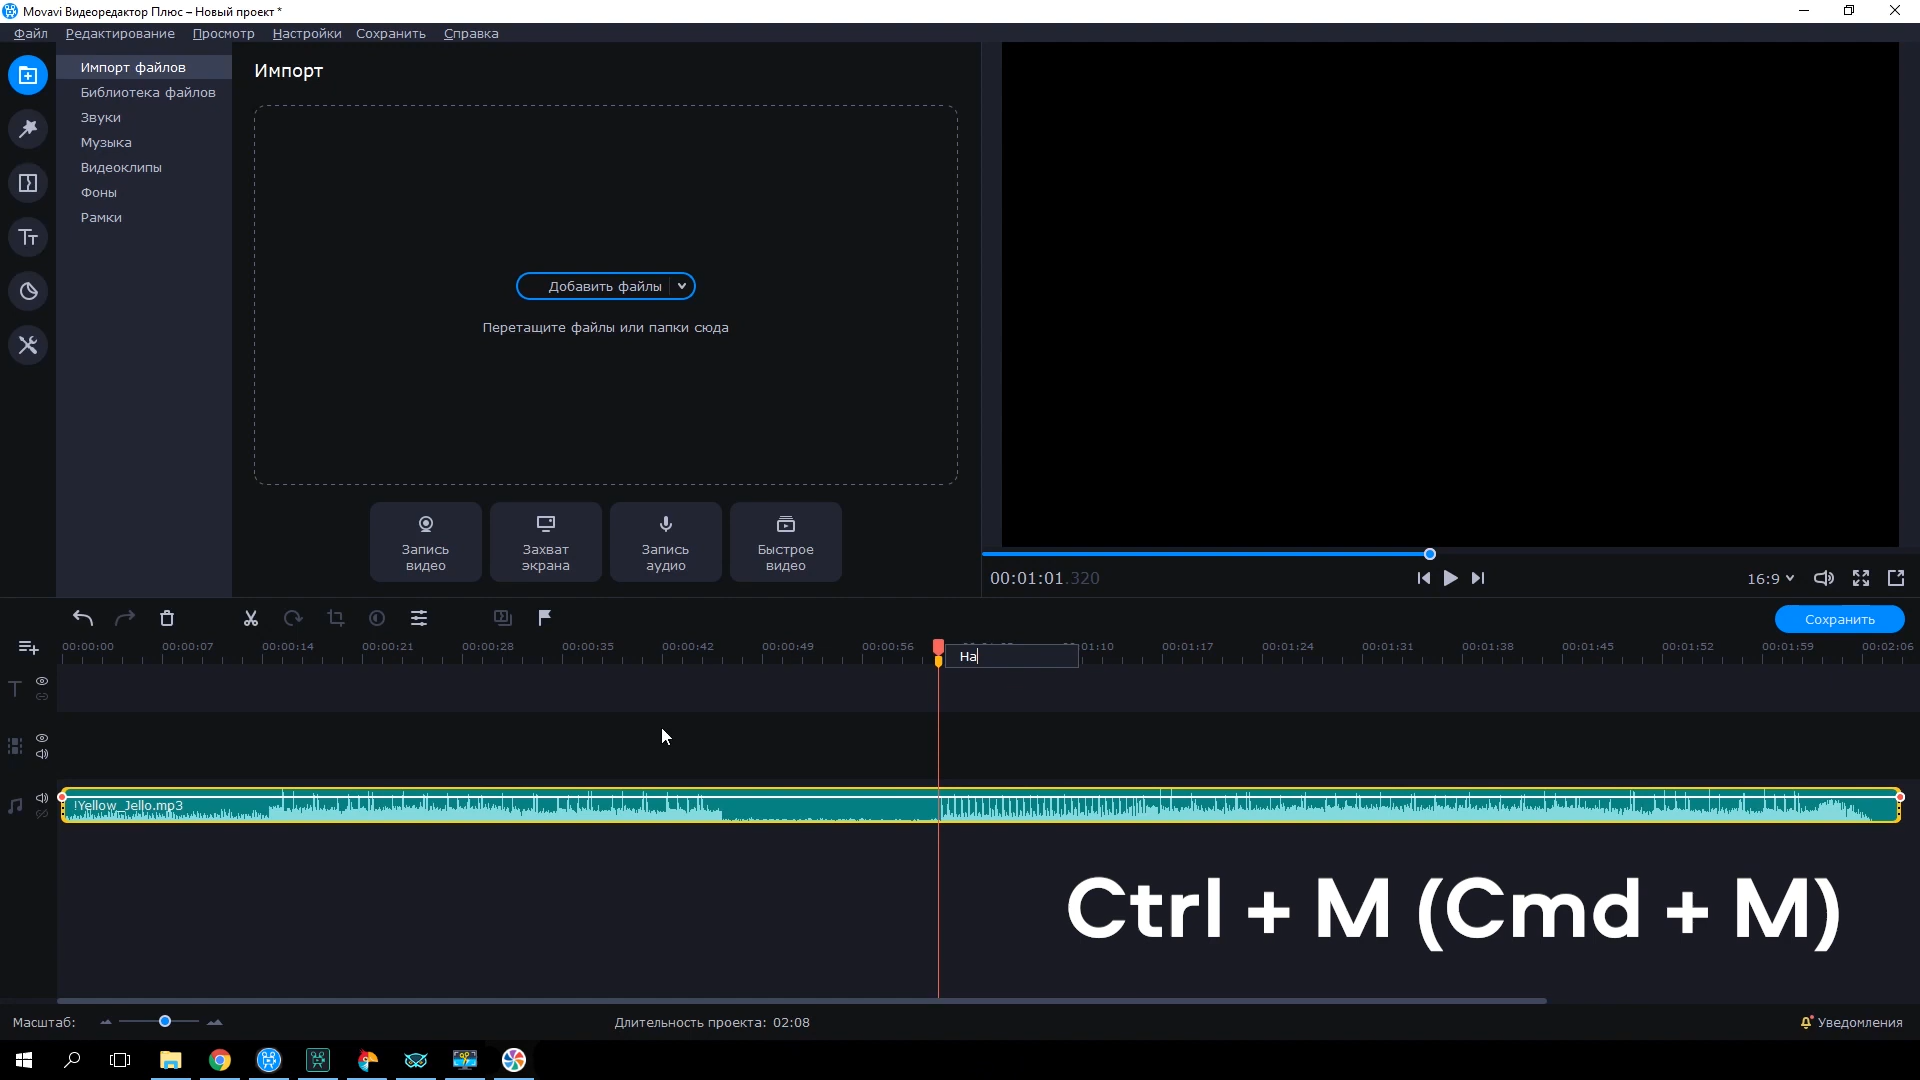 Movavi Видеоредактор Плюс – Новый проект *
Файл Редактирование Просмотр Настройки Сохранить Справка
Импорт файлов
Библиотека файлов
Звуки
Музыка
Видеоклипы
Фоны
Рамки
Импорт
Добавить файлы
Перетащите файлы или папки сюда
Запись видео
Захват экрана
Запись аудио
Быстрое видео
00:01:01.320
16:9
Сохранить
00:00:00 00:00:07 00:00:14 00:00:21 00:00:28 00:00:35 00:00:42 00:00:49 00:00:56 :01:10 00:01:17 00:01:24 00:01:31 00:01:38 00:01:45 00:01:52 00:01:59 00:02:06
На
!Yellow_Jello.mp3
Ctrl + M (Cmd + M)
Масштаб:
Длительность проекта: 02:08
Уведомления